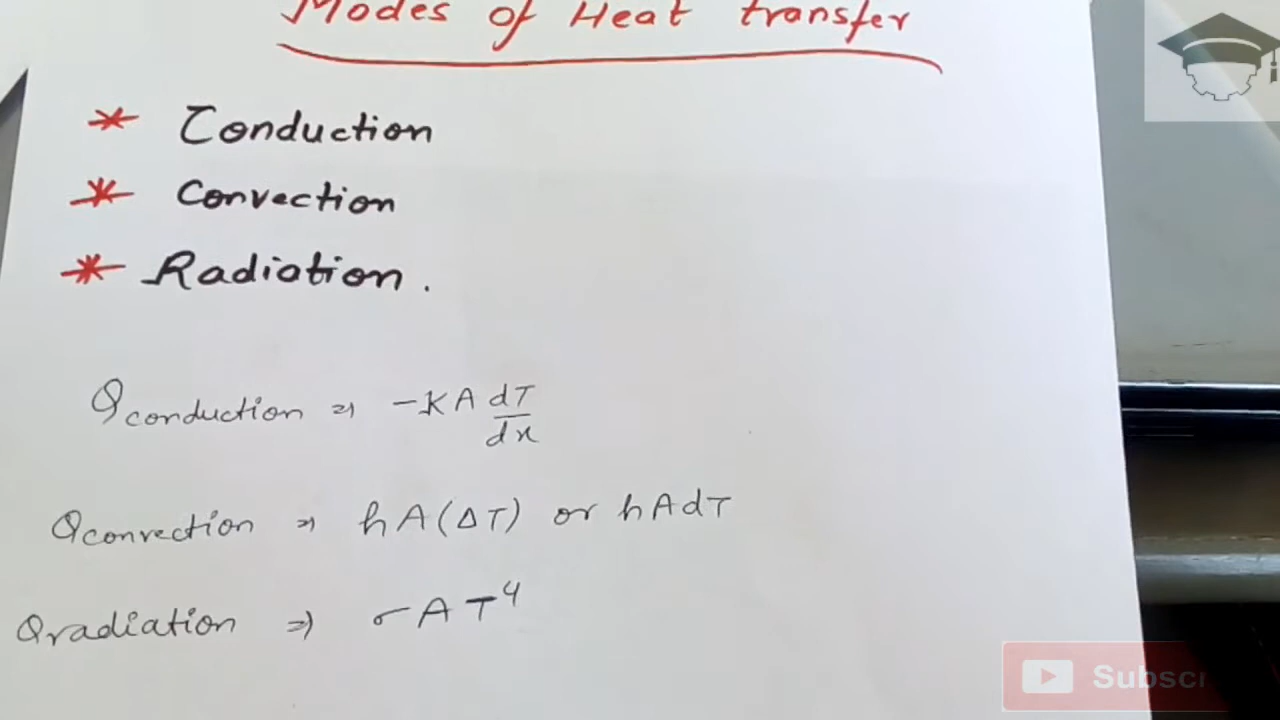 Modes of Heat transfer
* Conduction
* Convection
* Radiation.
Qconduction ⇒ -KA dT/dx
Qconvection ⇒ hA(ΔT) or hAdT
Qradiation ⇒ σAT⁴
Subscr